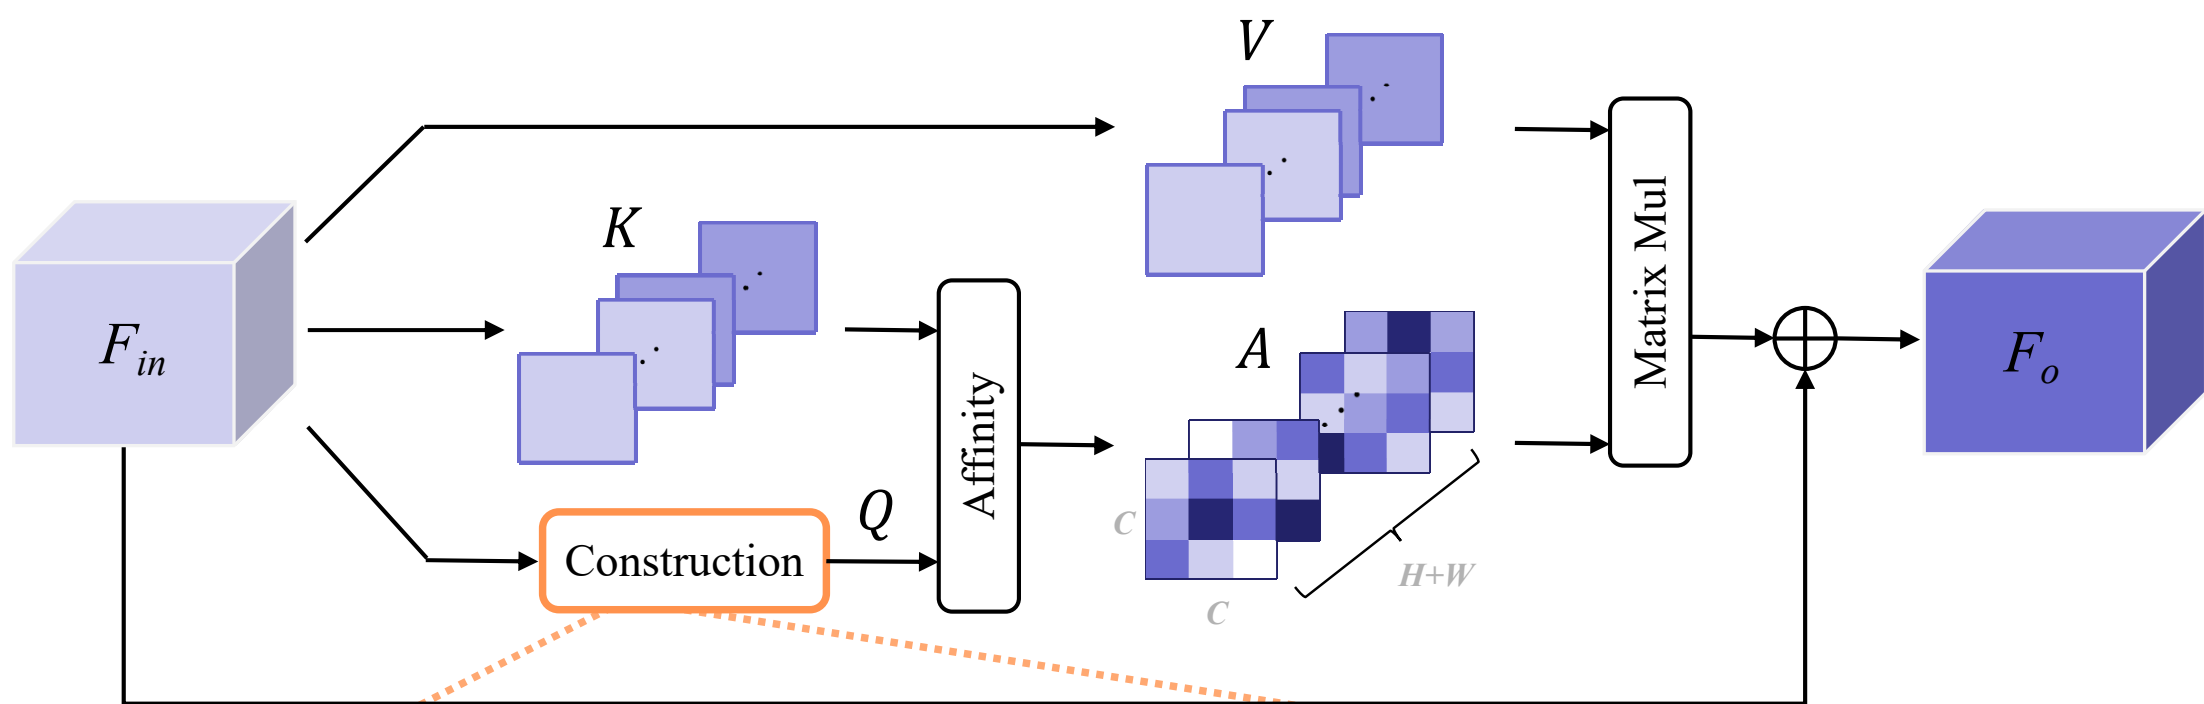 V
K
F_in
A
Affinity
Matrix Mul
F_o
Q
Construction
C
H+W
C